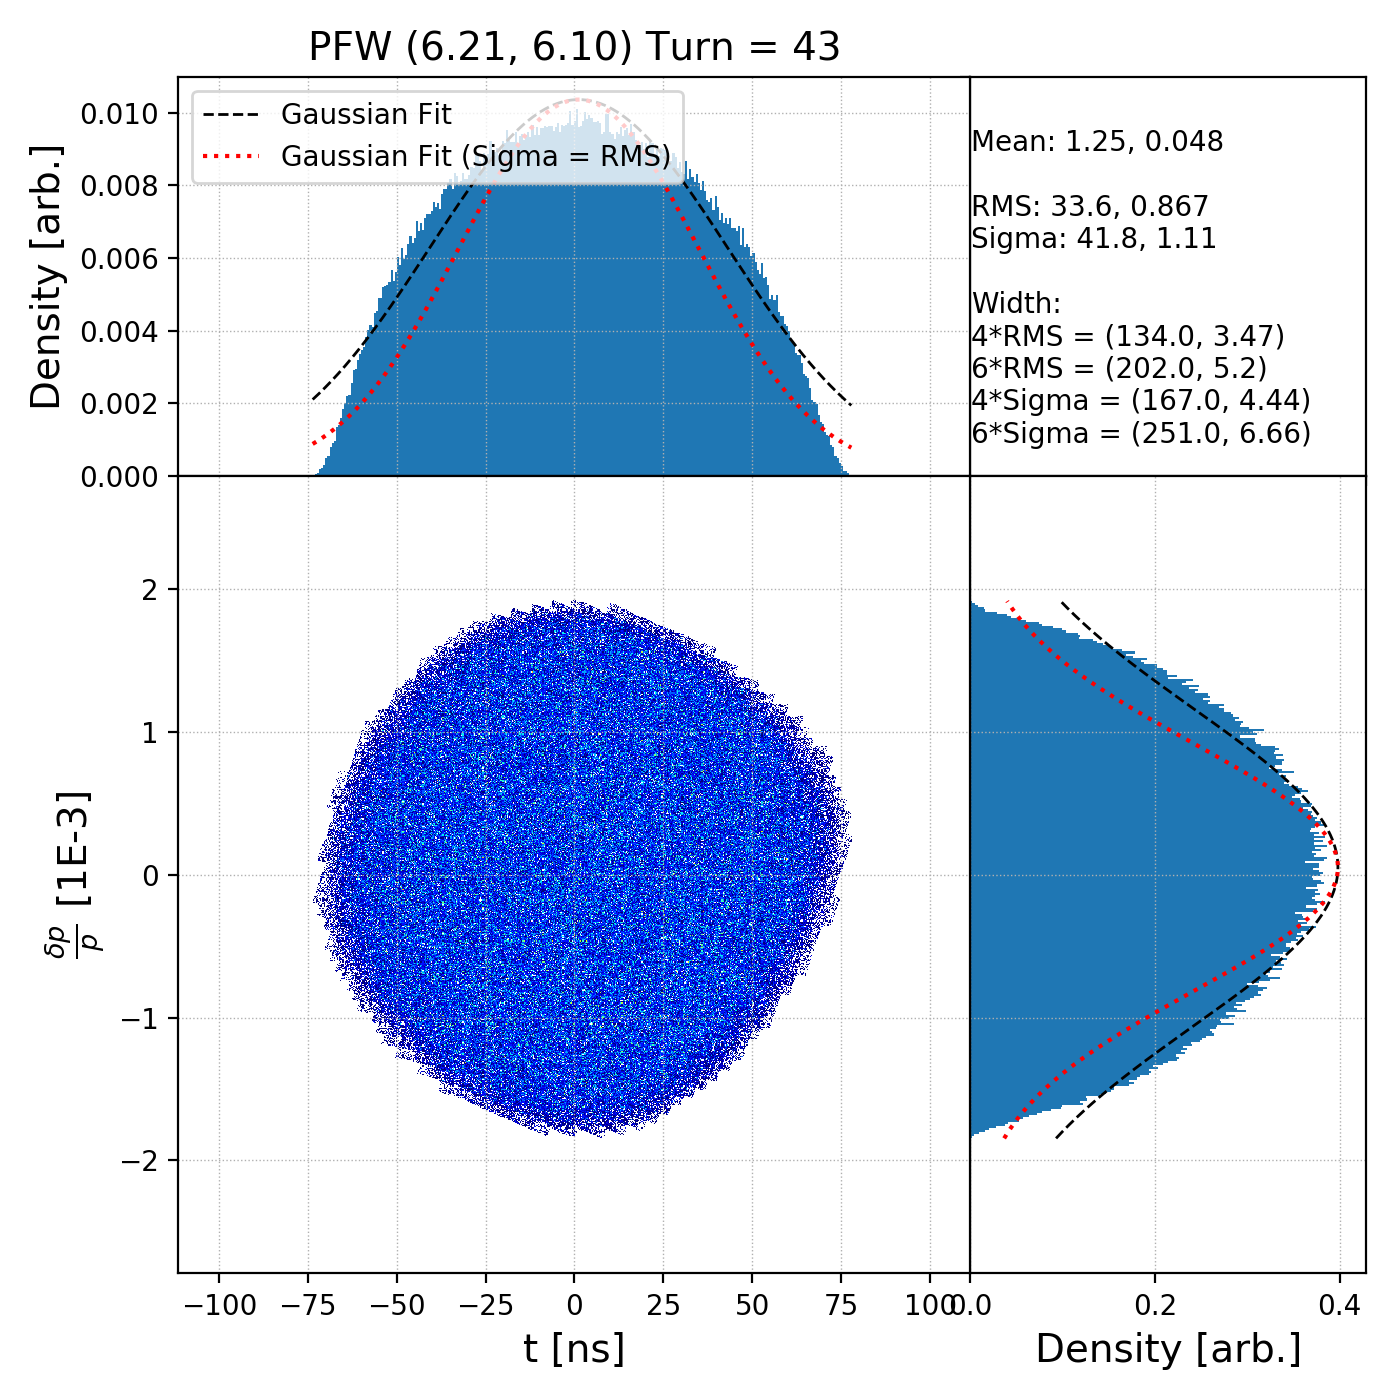 PFW (6.21, 6.10) Turn = 43
Gaussian Fit
Gaussian Fit (Sigma = RMS)
Density [arb.]
0.010
0.008
0.006
0.004
0.002
0.000
Mean: 1.25, 0.048
RMS: 33.6, 0.867
Sigma: 41.8, 1.11
Width:
4*RMS = (134.0, 3.47)
6*RMS = (202.0, 5.2)
4*Sigma = (167.0, 4.44)
6*Sigma = (251.0, 6.66)
δp/p [1E-3]
2
1
0
−1
−2
−100 −75 −50 −25 0 25 50 75 100
t [ns]
0.0 0.2 0.4
Density [arb.]